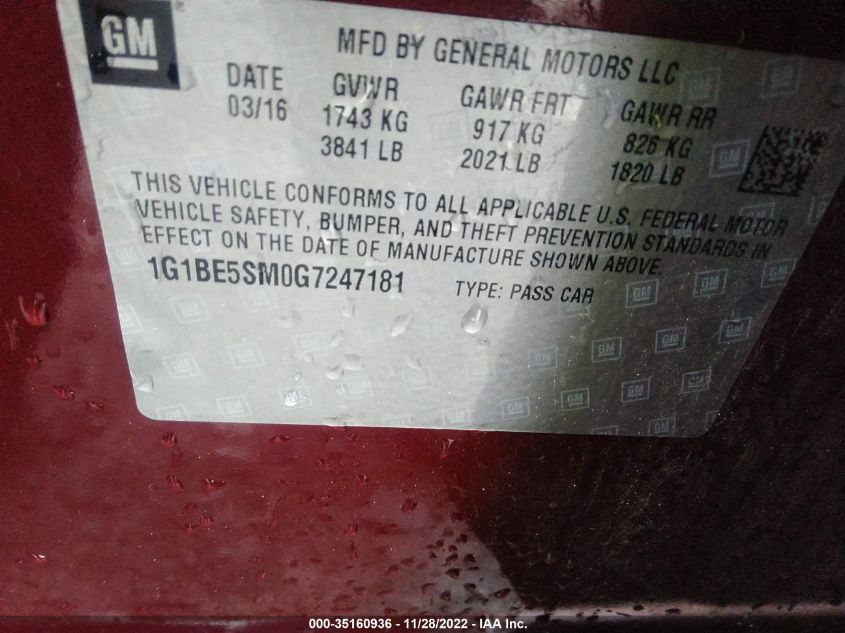 GM
MFD BY GENERAL MOTORS LLC
DATE GVWR GAWR FRT GAWR RR
03/16 1743 KG 917 KG 826 KG
3841 LB 2021 LB 1820 LB
THIS VEHICLE CONFORMS TO ALL APPLICABLE U.S. FEDERAL MOTOR
VEHICLE SAFETY, BUMPER, AND THEFT PREVENTION STANDARDS IN
EFFECT ON THE DATE OF MANUFACTURE SHOWN ABOVE.
1G1BE5SM0G7247181 TYPE: PASS CAR
000-35160936 - 11/28/2022 - IAA Inc.